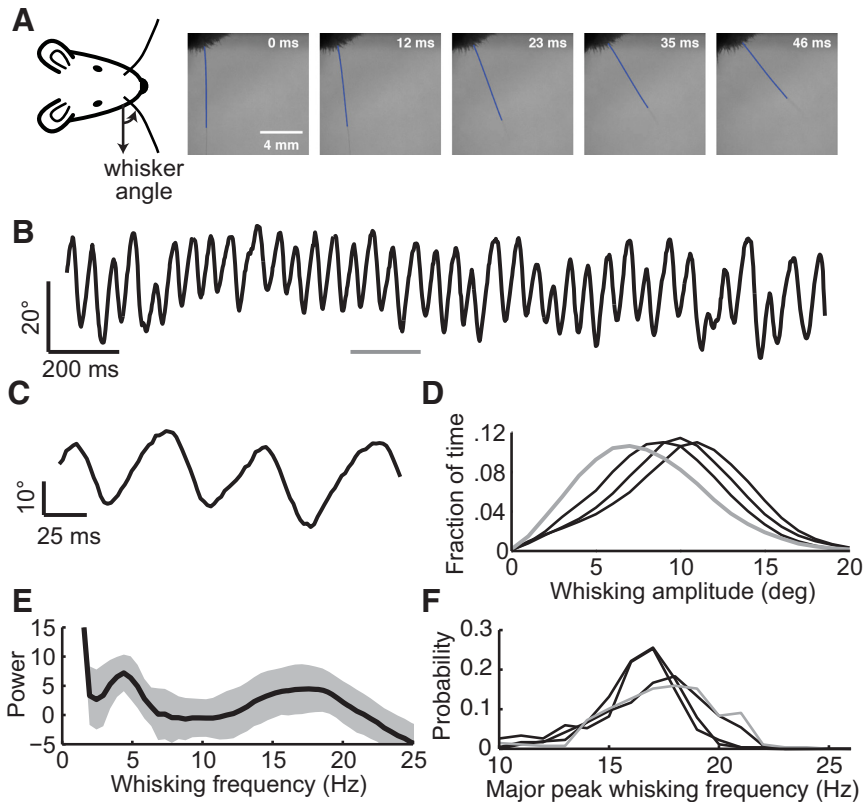 A
0 ms
12 ms
23 ms
35 ms
46 ms
4 mm
whisker
angle
B
20°
200 ms
C
10°
25 ms
D
Fraction of time
.12
.08
.04
0
0 5 10 15 20
Whisking amplitude (deg)
E
Power
15
10
5
0
−5
0 5 10 15 20 25
Whisking frequency (Hz)
F
Probability
0.3
0.2
0.1
0
10 15 20 25
Major peak whisking frequency (Hz)